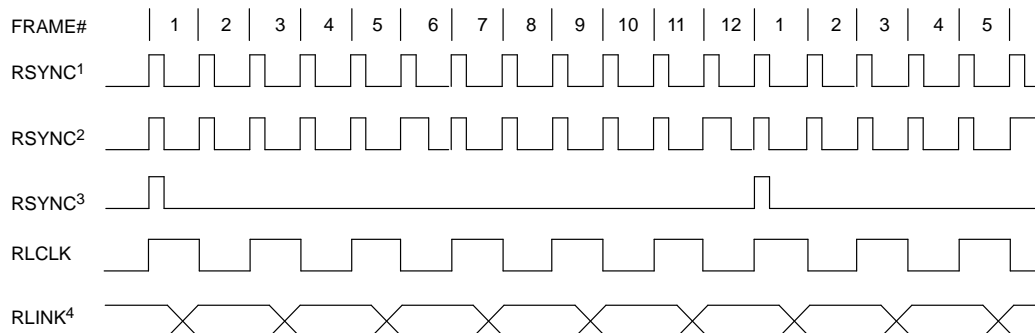 FRAME# 1 2 3 4 5 6 7 8 9 10 11 12 1 2 3 4 5
RSYNC¹
RSYNC²
RSYNC³
RLCLK
RLINK⁴